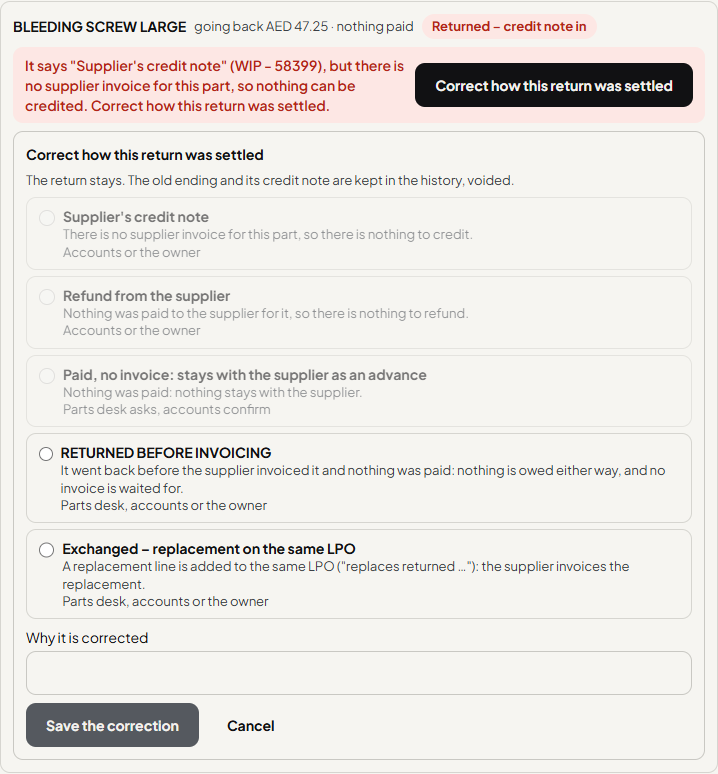 BLEEDING SCREW LARGE going back AED 47.25 · nothing paid Returned – credit note in
It says "Supplier's credit note" (WIP – 58399), but there is
no supplier invoice for this part, so nothing can be
credited. Correct how this return was settled.
Correct how this return was settled
Correct how this return was settled
The return stays. The old ending and its credit note are kept in the history, voided.
Supplier's credit note
There is no supplier invoice for this part, so there is nothing to credit.
Accounts or the owner
Refund from the supplier
Nothing was paid to the supplier for it, so there is nothing to refund.
Accounts or the owner
Paid, no invoice: stays with the supplier as an advance
Nothing was paid: nothing stays with the supplier.
Parts desk asks, accounts confirm
RETURNED BEFORE INVOICING
It went back before the supplier invoiced it and nothing was paid: nothing is owed either way, and no
invoice is waited for.
Parts desk, accounts or the owner
Exchanged – replacement on the same LPO
A replacement line is added to the same LPO ("replaces returned ..."): the supplier invoices the
replacement.
Parts desk, accounts or the owner
Why it is corrected
Save the correction Cancel